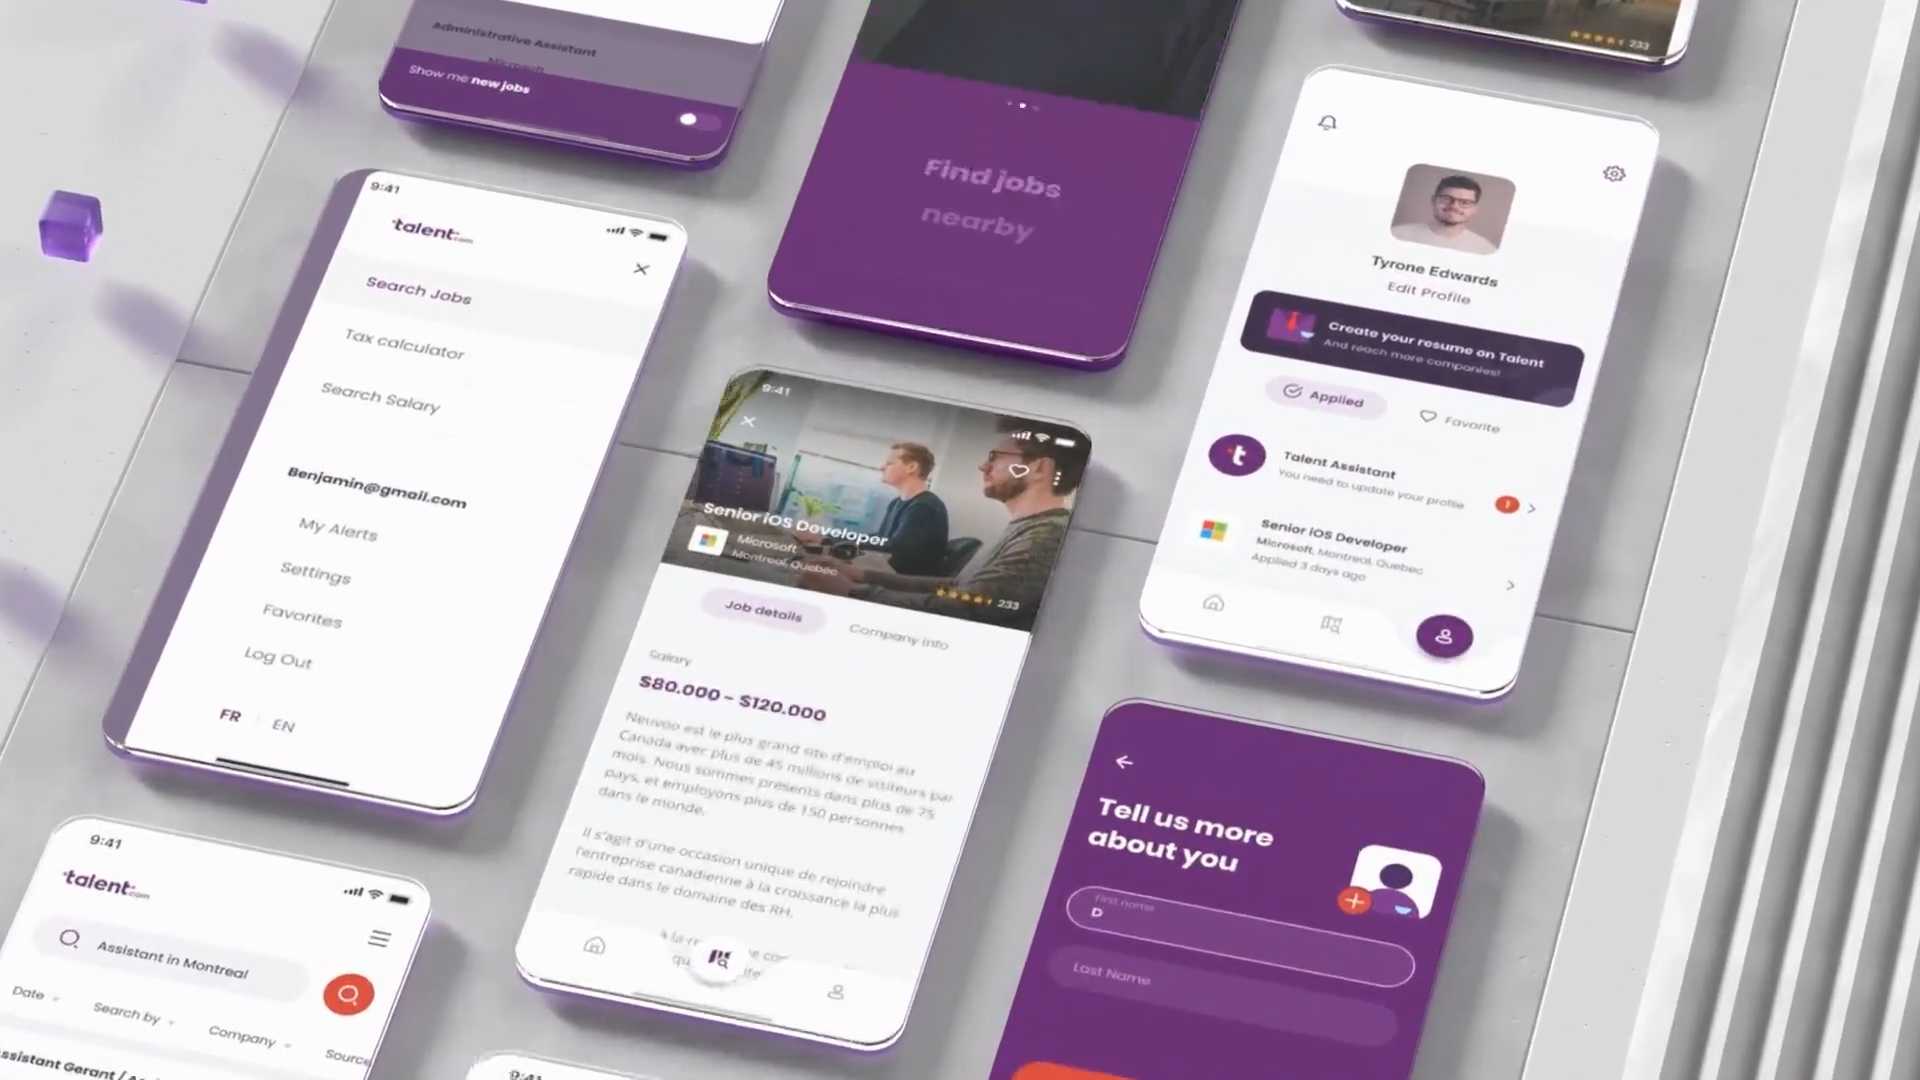 Administrative Assistant
Microsoft
Show me new jobs
Find jobs
nearby
233
9:41
talent.com
Search Jobs
Tax calculator
Search Salary
Benjamin@gmail.com
My Alerts
Settings
Favorites
Log Out
FR
EN
9:41
Senior iOS Developer
Microsoft
Montreal, Quebec
233
Job details
Company info
Salary
$80.000 - $120.000
Neuvoo est le plus grand site d'emploi au
Canada avec plus de 45 millions de visiteurs par
mois. Nous sommes présents dans plus de 75
pays, et employons plus de 150 personnes
dans le monde.
Il s'agit d'une occasion unique de rejoindre
l'entreprise canadienne à la croissance la plus
rapide dans le domaine des RH.
à la
Tyrone Edwards
Edit Profile
Create your resume on Talent
And reach more companies!
Applied
Favorite
t
Talent Assistant
You need to update your profile
1
Senior iOS Developer
Microsoft, Montreal, Quebec
Applied 3 days ago
Tell us more
about you
First name
D
Last Name
9:41
talent.com
Assistant in Montreal
Date
Search by
Company
Source
Assistant Gerant /
9:41